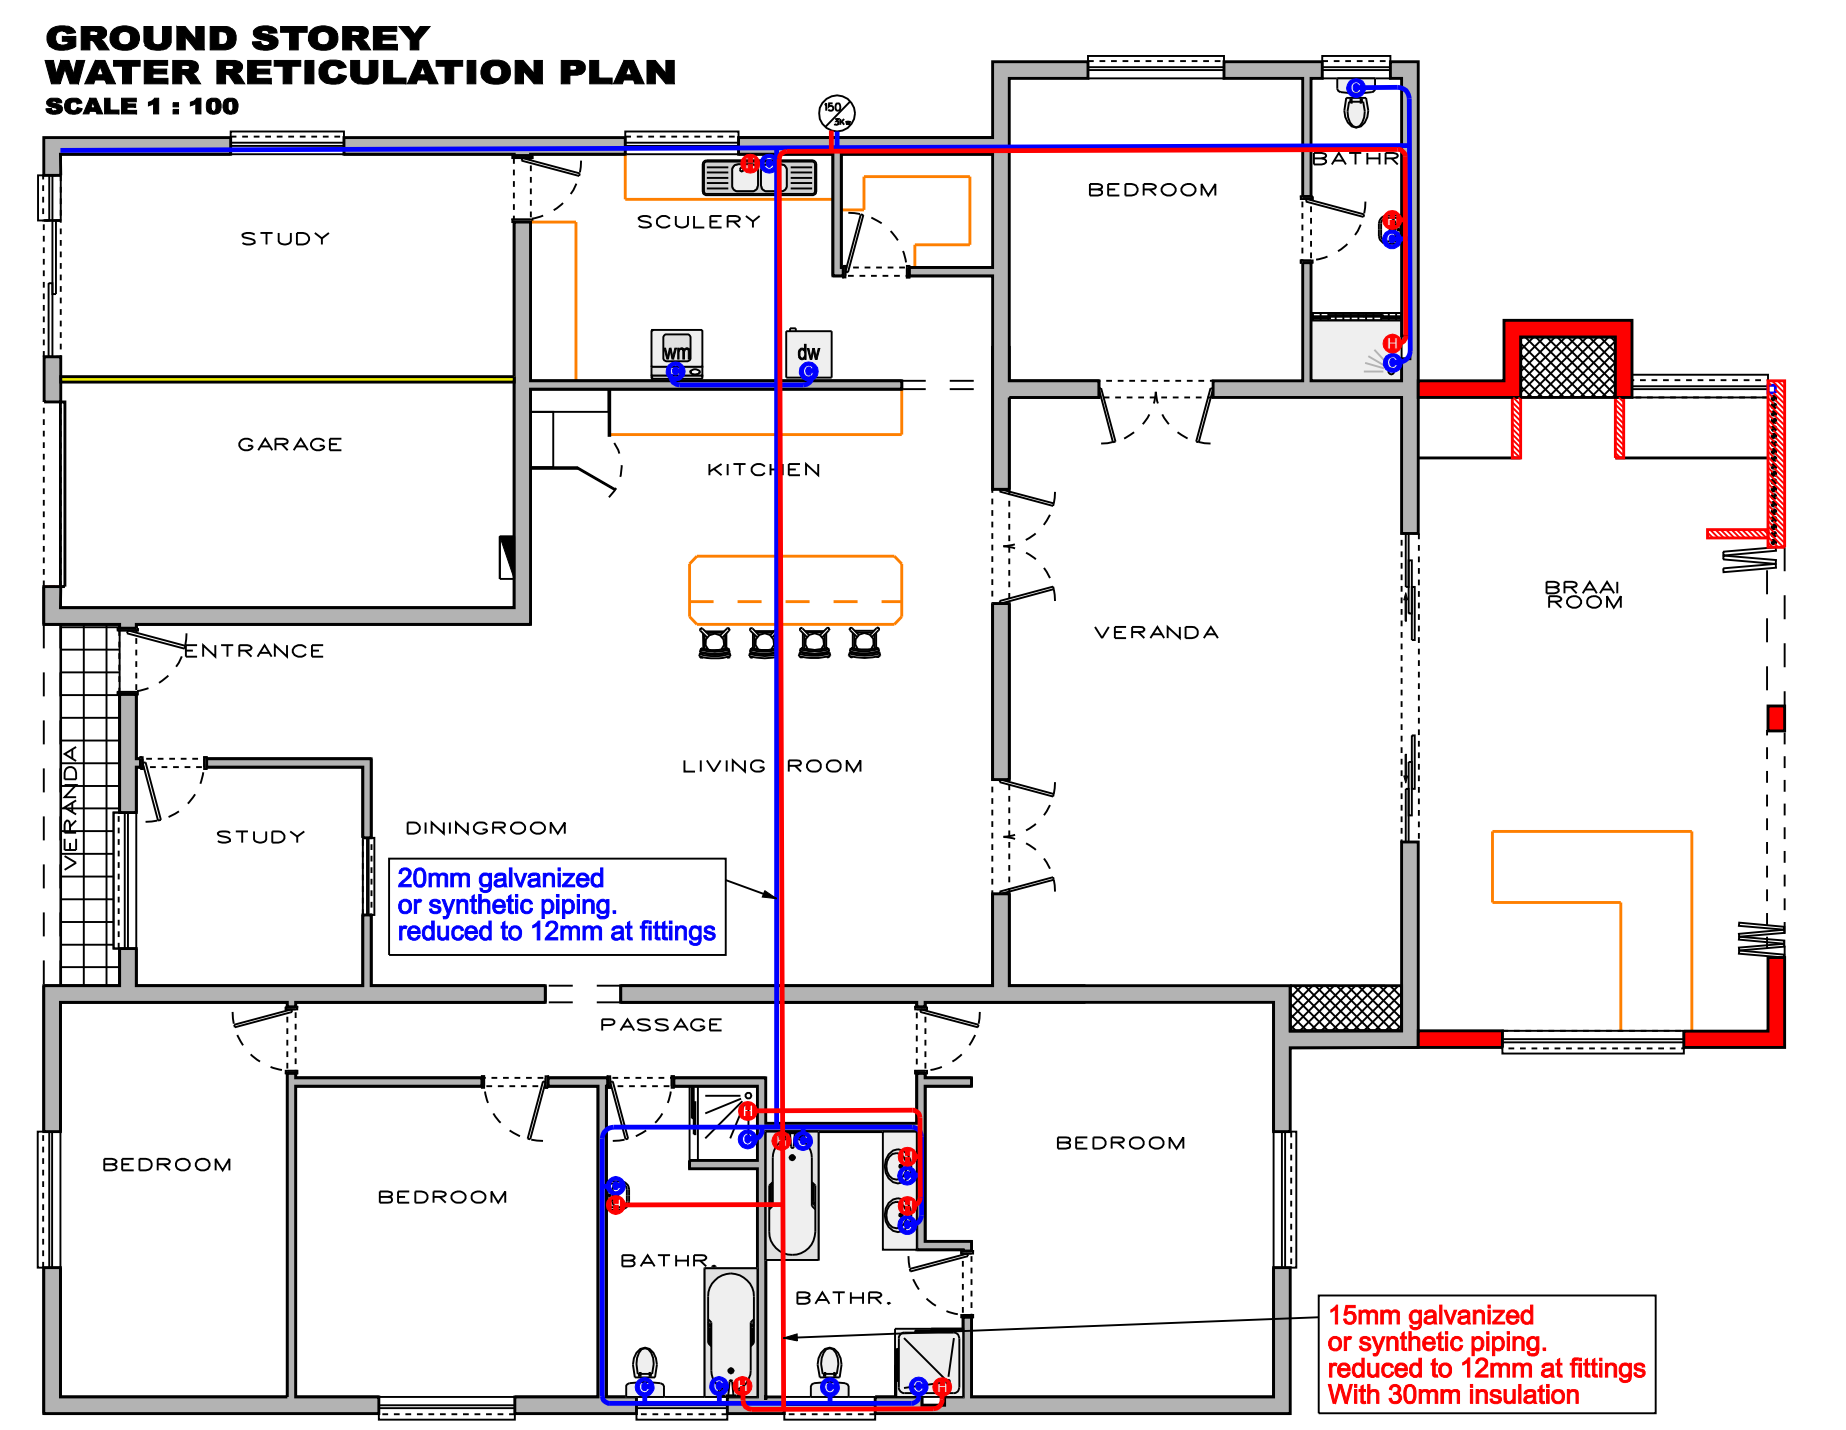 GROUND STOREY
WATER RETICULATION PLAN
SCALE 1 : 100
150
3Kw
BATHR
BEDROOM
STUDY
SCULERY
H
C
C
H
C
H
C
wm
dw
C
C
GARAGE
KITCHEN
BRAAI
ROOM
VERANDA
ENTRANCE
VERANDA
LIVING ROOM
STUDY
DININGROOM
20mm galvanized
or synthetic piping.
reduced to 12mm at fittings
PASSAGE
BEDROOM
BEDROOM
BEDROOM
H
C
H
C
H
C
H
C
C
H
BATHR.
BATHR.
C
C
H
C
C
H
15mm galvanized
or synthetic piping.
reduced to 12mm at fittings
With 30mm insulation